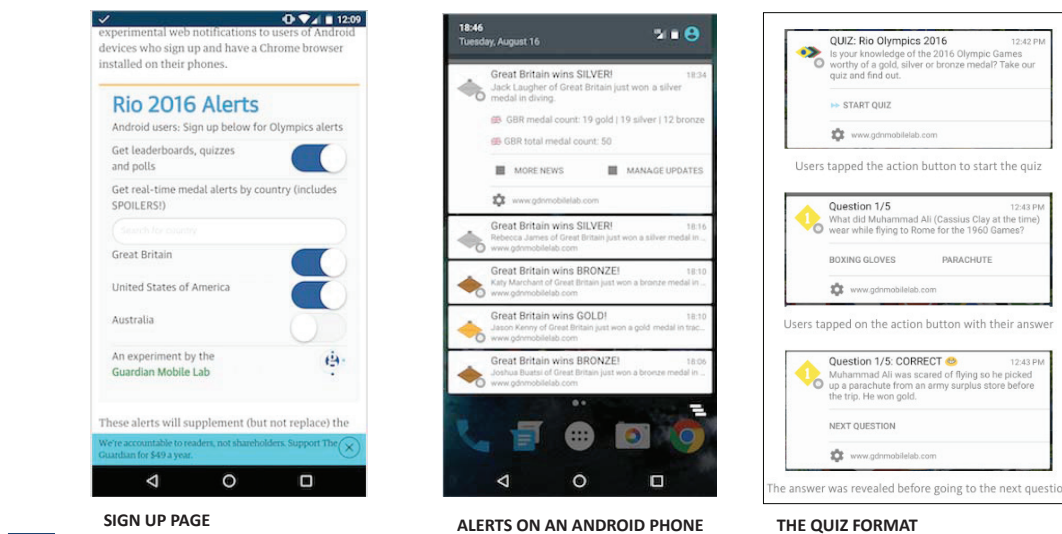 12:09
experimental web notifications to users of Android
devices who sign up and have a Chrome browser
installed on their phones.
Rio 2016 Alerts
Android users: Sign up below for Olympics alerts
Get leaderboards, quizzes
and polls
Get real-time medal alerts by country (includes
SPOILERS!)
Search for country
Great Britain
United States of America
Australia
An experiment by the
Guardian Mobile Lab
These alerts will supplement (but not replace) the
We're accountable to readers, not shareholders. Support The
Guardian for $49 a year.
SIGN UP PAGE
18:46
Tuesday, August 16
Great Britain wins SILVER! 18:34
Jack Laugher of Great Britain just won a silver
medal in diving.
GBR medal count: 19 gold | 19 silver | 12 bronze
GBR total medal count: 50
MORE NEWS MANAGE UPDATES
www.gdnmobilelab.com
Great Britain wins SILVER! 18:16
Rebecca James of Great Britain just won a silver medal in ...
www.gdnmobilelab.com
Great Britain wins BRONZE! 18:10
Katy Marchant of Great Britain just won a bronze medal in ...
www.gdnmobilelab.com
Great Britain wins GOLD! 18:10
Jason Kenny of Great Britain just won a gold medal in trac...
www.gdnmobilelab.com
Great Britain wins BRONZE! 18:06
Joshua Buatsi of Great Britain just won a bronze medal in ...
www.gdnmobilelab.com
ALERTS ON AN ANDROID PHONE
QUIZ: Rio Olympics 2016 12:42 PM
Is your knowledge of the 2016 Olympic Games
worthy of a gold, silver or bronze medal? Take our
quiz and find out.
START QUIZ
www.gdnmobilelab.com
Users tapped the action button to start the quiz
Question 1/5 12:43 PM
What did Muhammad Ali (Cassius Clay at the time)
wear while flying to Rome for the 1960 Games?
1
BOXING GLOVES PARACHUTE
www.gdnmobilelab.com
Users tapped on the action button with their answer
Question 1/5: CORRECT 12:43 PM
Muhammad Ali was scared of flying so he picked
up a parachute from an army surplus store before
the trip. He won gold.
1
NEXT QUESTION
www.gdnmobilelab.com
The answer was revealed before going to the next questio
THE QUIZ FORMAT